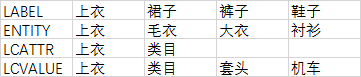 LABEL 上衣 裙子 裤子 鞋子
ENTITY 上衣 毛衣 大衣 衬衫
LCATTR 上衣 类目
LCVALUE 上衣 类目 套头 机车